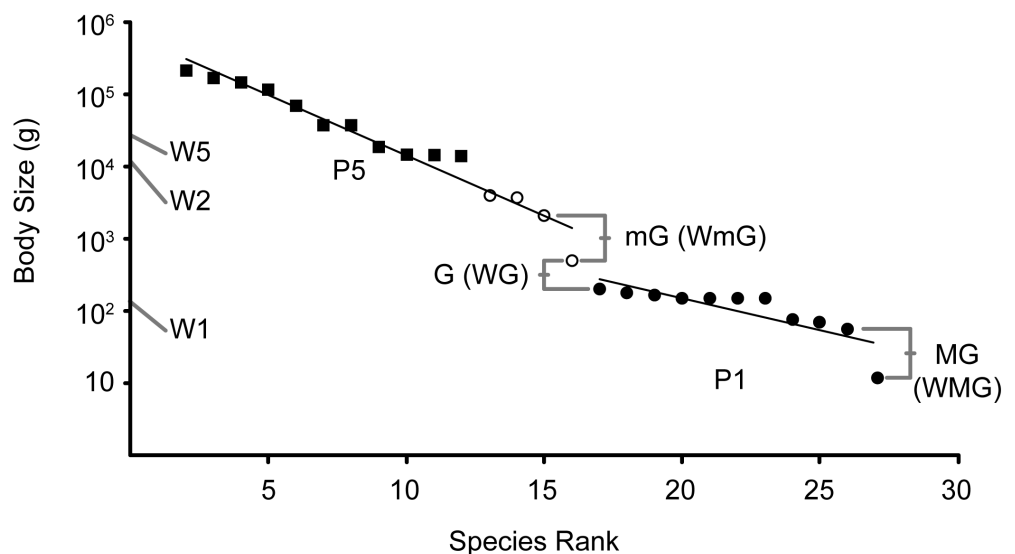 10⁶
10⁵
10⁴
10³
10²
10
Body Size (g)
W5
W2
W1
P5
mG (WmG)
G (WG)
MG
(WMG)
P1
5 10 15 20 25 30
Species Rank